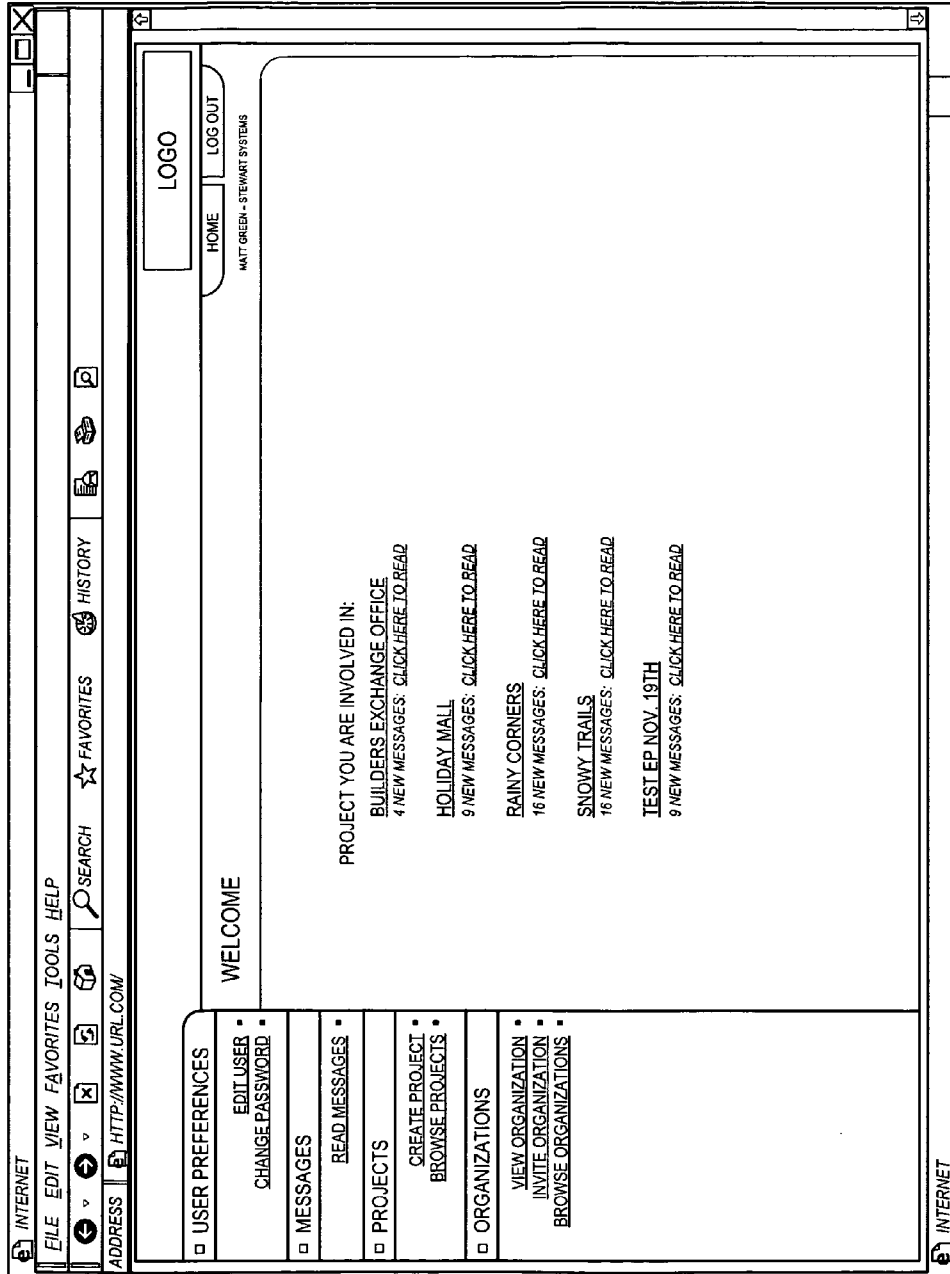 INTERNET
FILE EDIT VIEW FAVORITES TOOLS HELP
SEARCH FAVORITES HISTORY
ADDRESS HTTP://WWW.URL.COM/
LOGO
HOME LOG OUT
MATT GREEN - STEWART SYSTEMS
USER PREFERENCES
EDIT USER
CHANGE PASSWORD
MESSAGES
READ MESSAGES
PROJECTS
CREATE PROJECT
BROWSE PROJECTS
ORGANIZATIONS
VIEW ORGANIZATION
INVITE ORGANIZATION
BROWSE ORGANIZATIONS
WELCOME
PROJECT YOU ARE INVOLVED IN:
BUILDERS EXCHANGE OFFICE
4 NEW MESSAGES: CLICK HERE TO READ
HOLIDAY MALL
9 NEW MESSAGES: CLICK HERE TO READ
RAINY CORNERS
16 NEW MESSAGES: CLICK HERE TO READ
SNOWY TRAILS
16 NEW MESSAGES: CLICK HERE TO READ
TEST EP NOV. 19TH
9 NEW MESSAGES: CLICK HERE TO READ
INTERNET